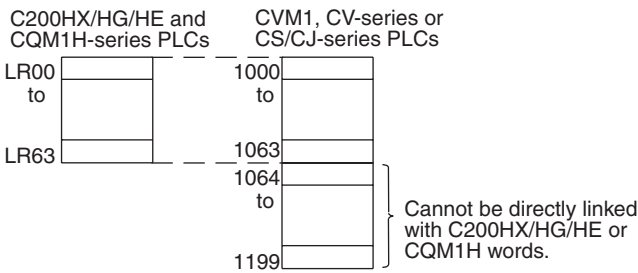 C200HX/HG/HE and
CQM1H-series PLCs
CVM1, CV-series or
CS/CJ-series PLCs
LR00
to
LR63
1000
to
1063
1064
to
1199
Cannot be directly linked
with C200HX/HG/HE or
CQM1H words.